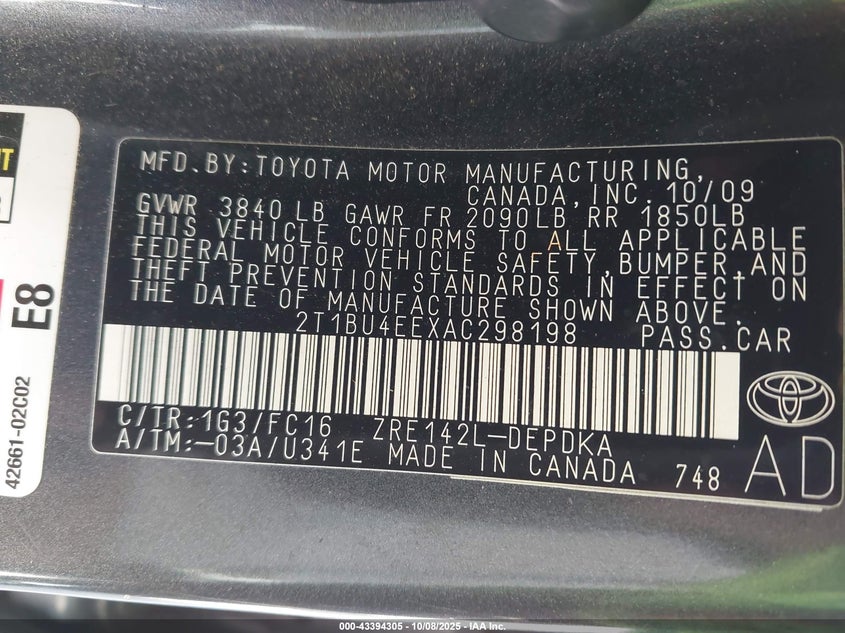 MFD.BY:TOYOTA MOTOR MANUFACTURING,
CANADA,INC. 10/09
GVWR 3840 LB GAWR FR 2090LB RR 1850LB
THIS VEHICLE CONFORMS TO ALL APPLICABLE
FEDERAL MOTOR VEHICLE SAFETY,BUMPER,AND
THEFT PREVENTION STANDARDS IN EFFECT ON
THE DATE OF MANUFACTURE SHOWN ABOVE.
2T1BU4EEXAC298198 PASS.CAR
C/TR:1G3/FC16 ZRE142L-DEPDKA
A/TM:-03A/U341E MADE IN CANADA 748
AD
E8
42661-02C02
000-43394305 - 10/08/2025 - IAA Inc.